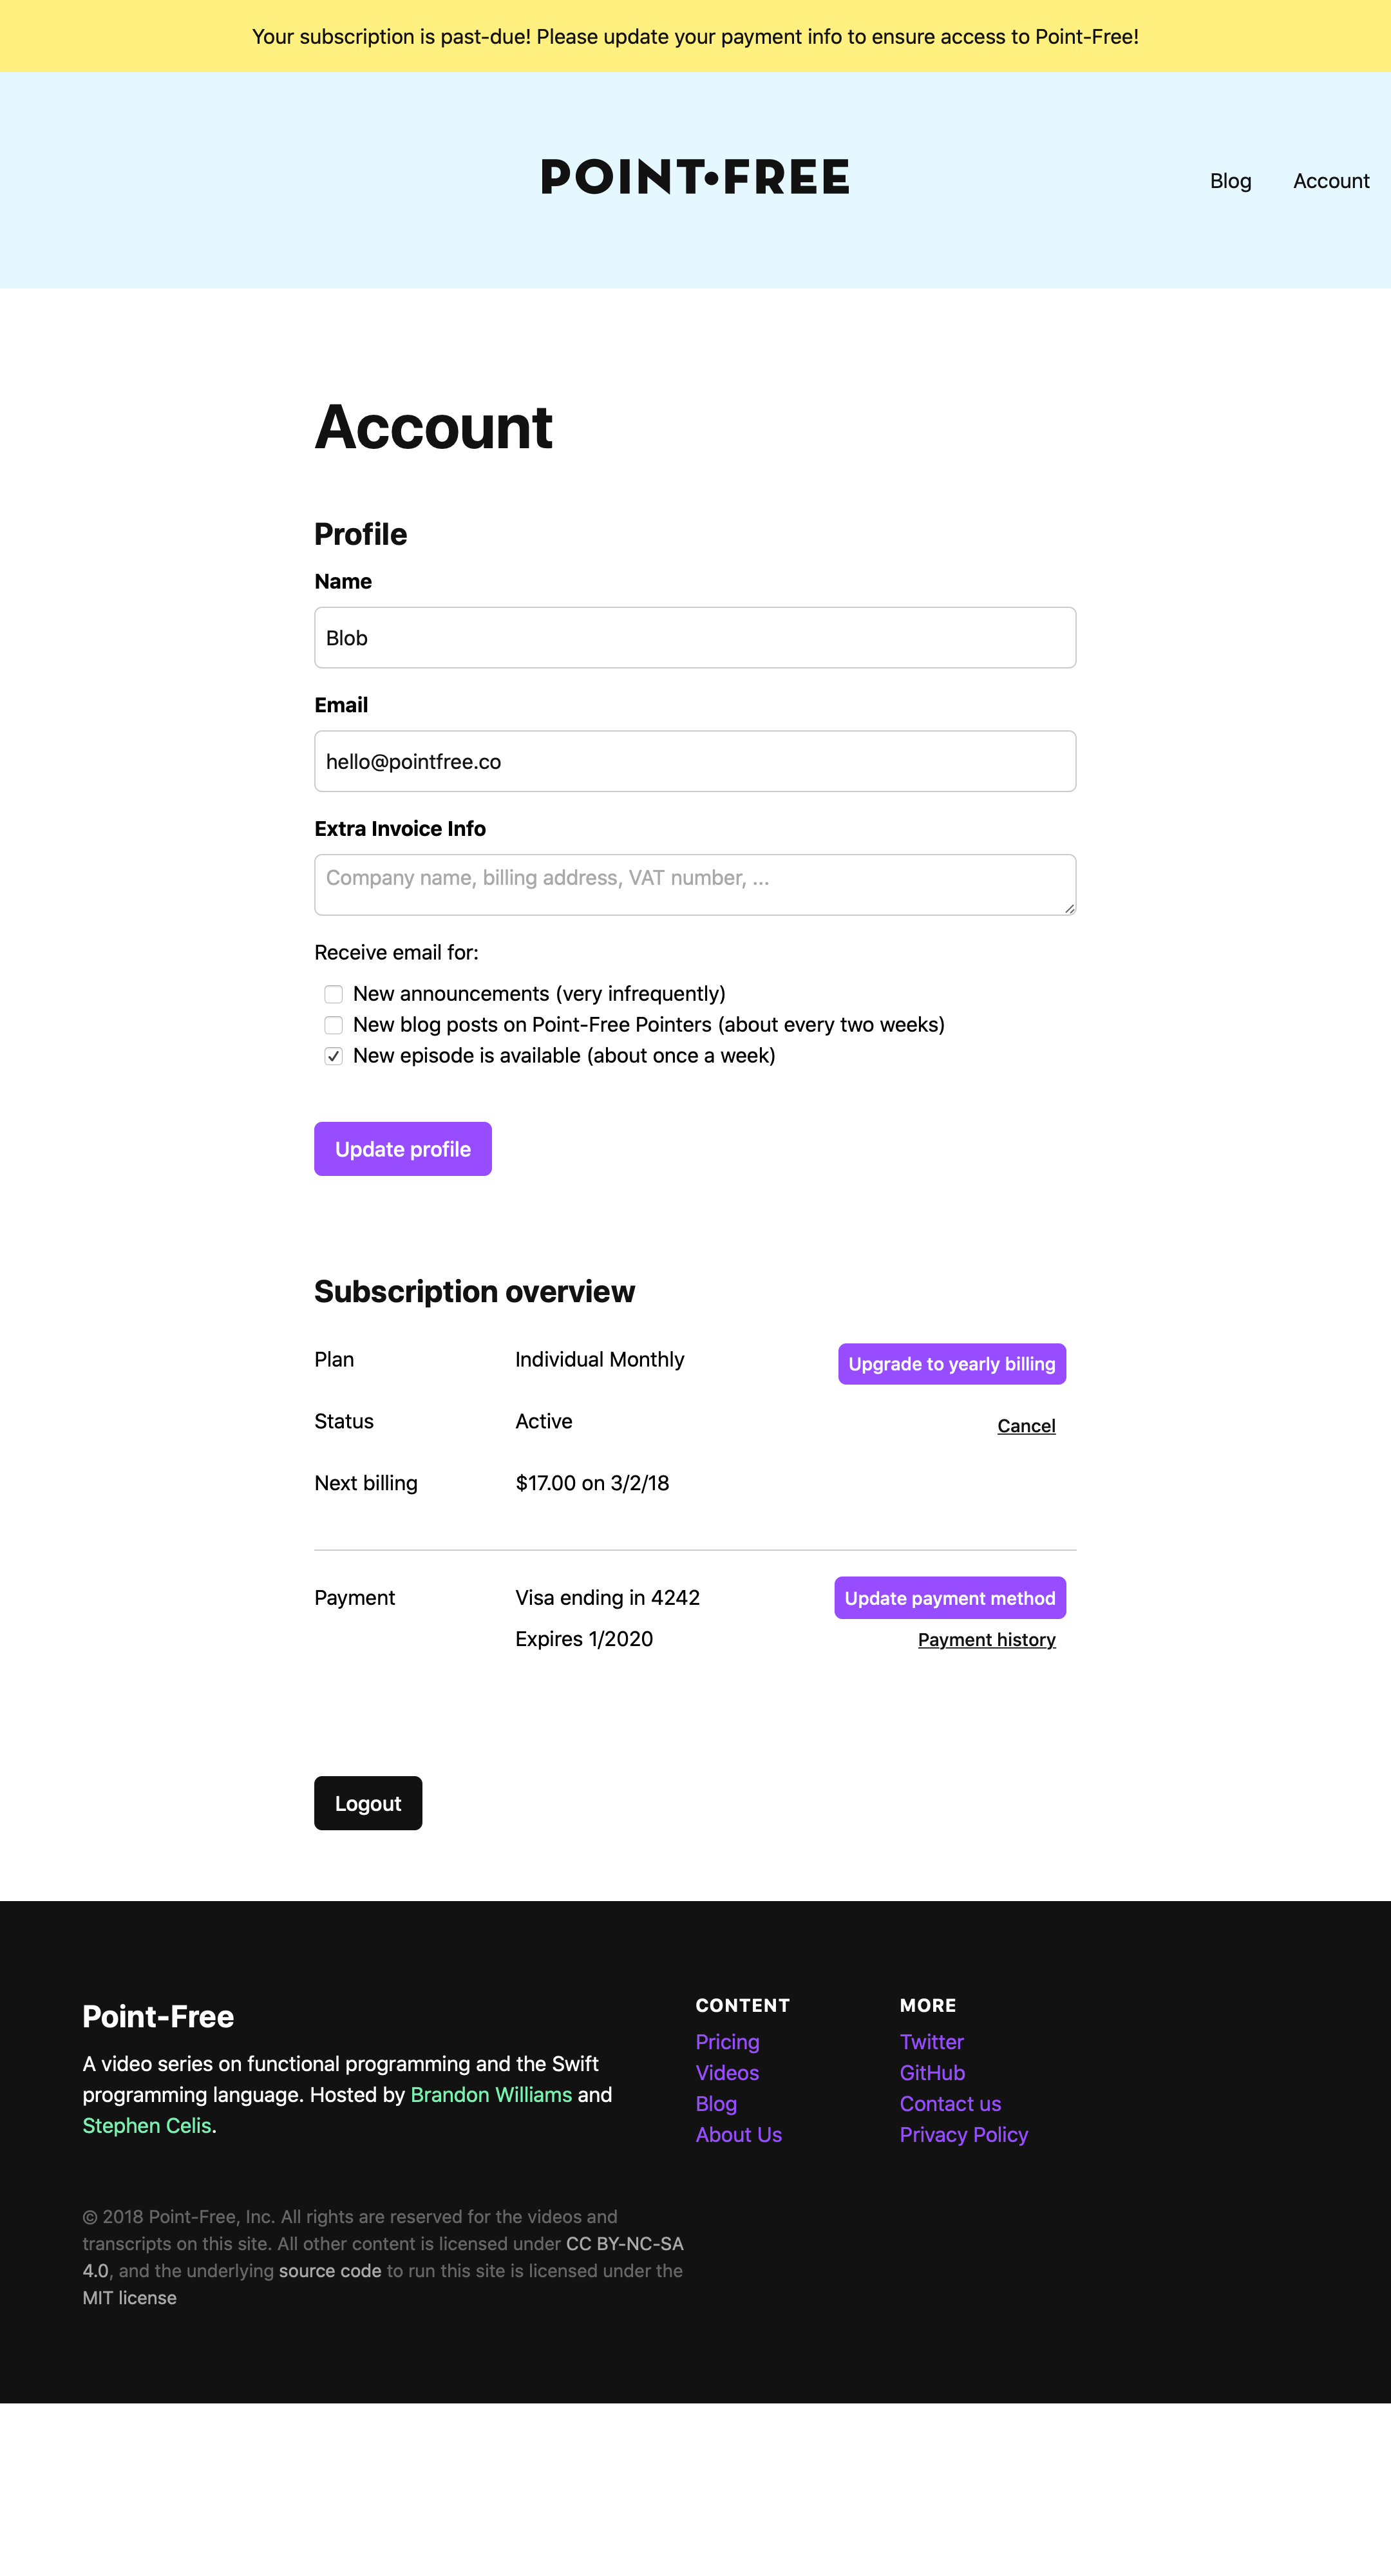 Your subscription is past-due! Please update your payment info to ensure access to Point-Free!
POINT•FREE
Blog
Account
Account
Profile
Name
Blob
Email
hello@pointfree.co
Extra Invoice Info
Company name, billing address, VAT number, ...
Receive email for:
New announcements (very infrequently)
New blog posts on Point-Free Pointers (about every two weeks)
New episode is available (about once a week)
Update profile
Subscription overview
Plan
Individual Monthly
Upgrade to yearly billing
Status
Active
Cancel
Next billing
$17.00 on 3/2/18
Payment
Visa ending in 4242
Update payment method
Expires 1/2020
Payment history
Logout
Point-Free
A video series on functional programming and the Swift
programming language. Hosted by Brandon Williams and
Stephen Celis.
CONTENT
Pricing
Videos
Blog
About Us
MORE
Twitter
GitHub
Contact us
Privacy Policy
© 2018 Point-Free, Inc. All rights are reserved for the videos and
transcripts on this site. All other content is licensed under CC BY-NC-SA
4.0, and the underlying source code to run this site is licensed under the
MIT license